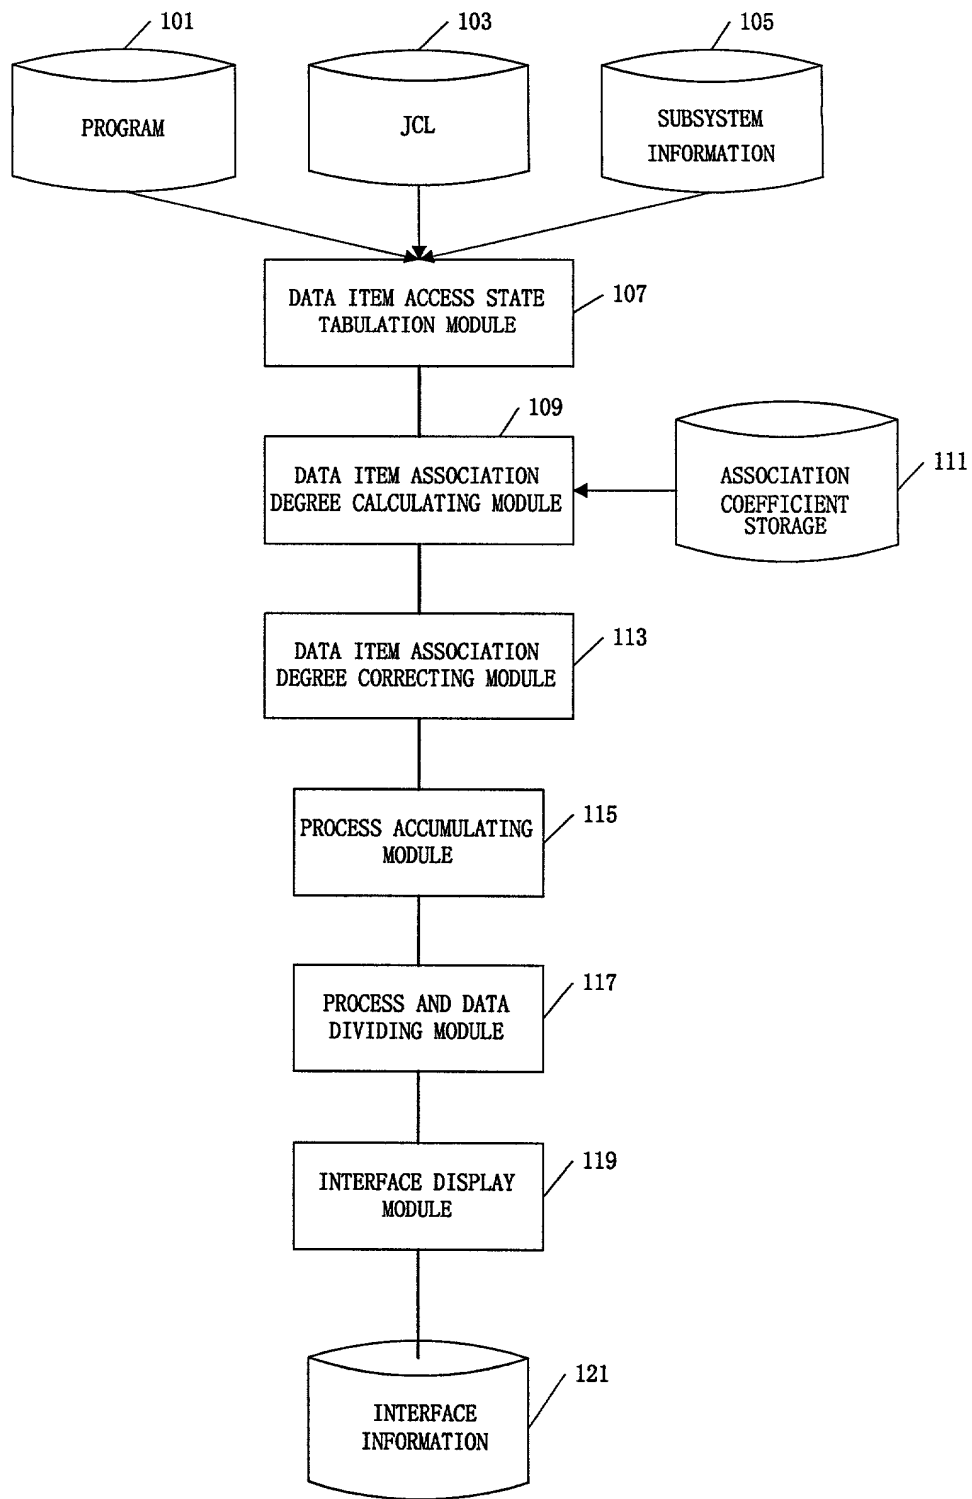 101
103
105
PROGRAM
JCL
SUBSYSTEM
INFORMATION
DATA ITEM ACCESS STATE
TABULATION MODULE
107
109
DATA ITEM ASSOCIATION
DEGREE CALCULATING MODULE
ASSOCIATION
COEFFICIENT
STORAGE
111
DATA ITEM ASSOCIATION
DEGREE CORRECTING MODULE
113
PROCESS ACCUMULATING
MODULE
115
PROCESS AND DATA
DIVIDING MODULE
117
INTERFACE DISPLAY
MODULE
119
INTERFACE
INFORMATION
121